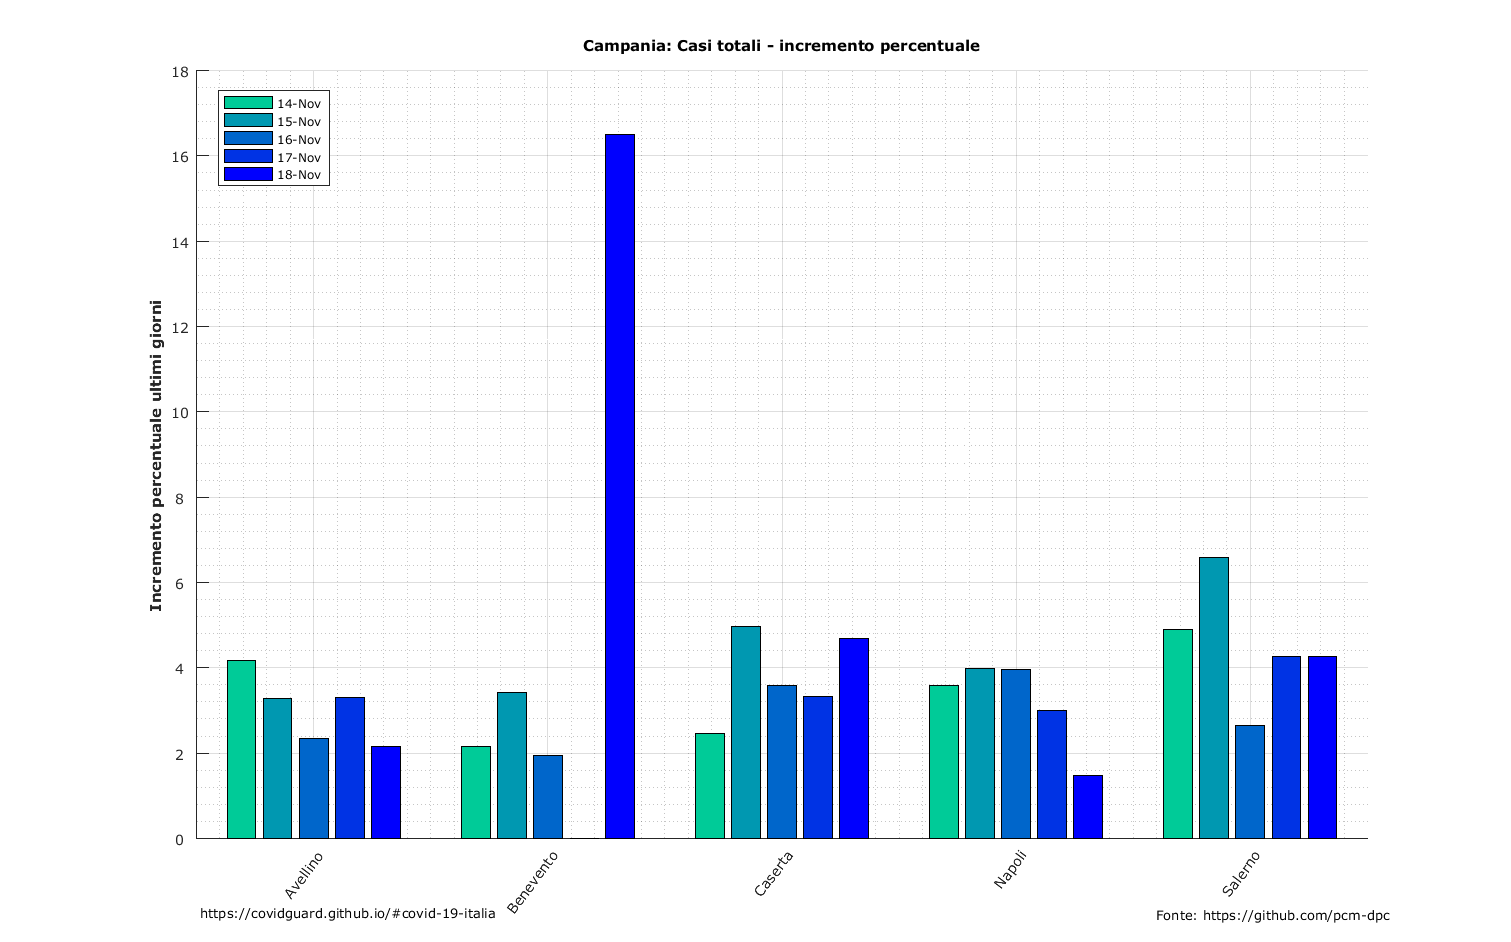 Campania: Casi totali - incremento percentuale
18
16
14
12
10
8
6
4
2
0
Incremento percentuale ultimi giorni
14-Nov
15-Nov
16-Nov
17-Nov
18-Nov
Avellino
Benevento
Caserta
Napoli
Salerno
https://covidguard.github.io/#covid-19-italia
Fonte: https://github.com/pcm-dpc